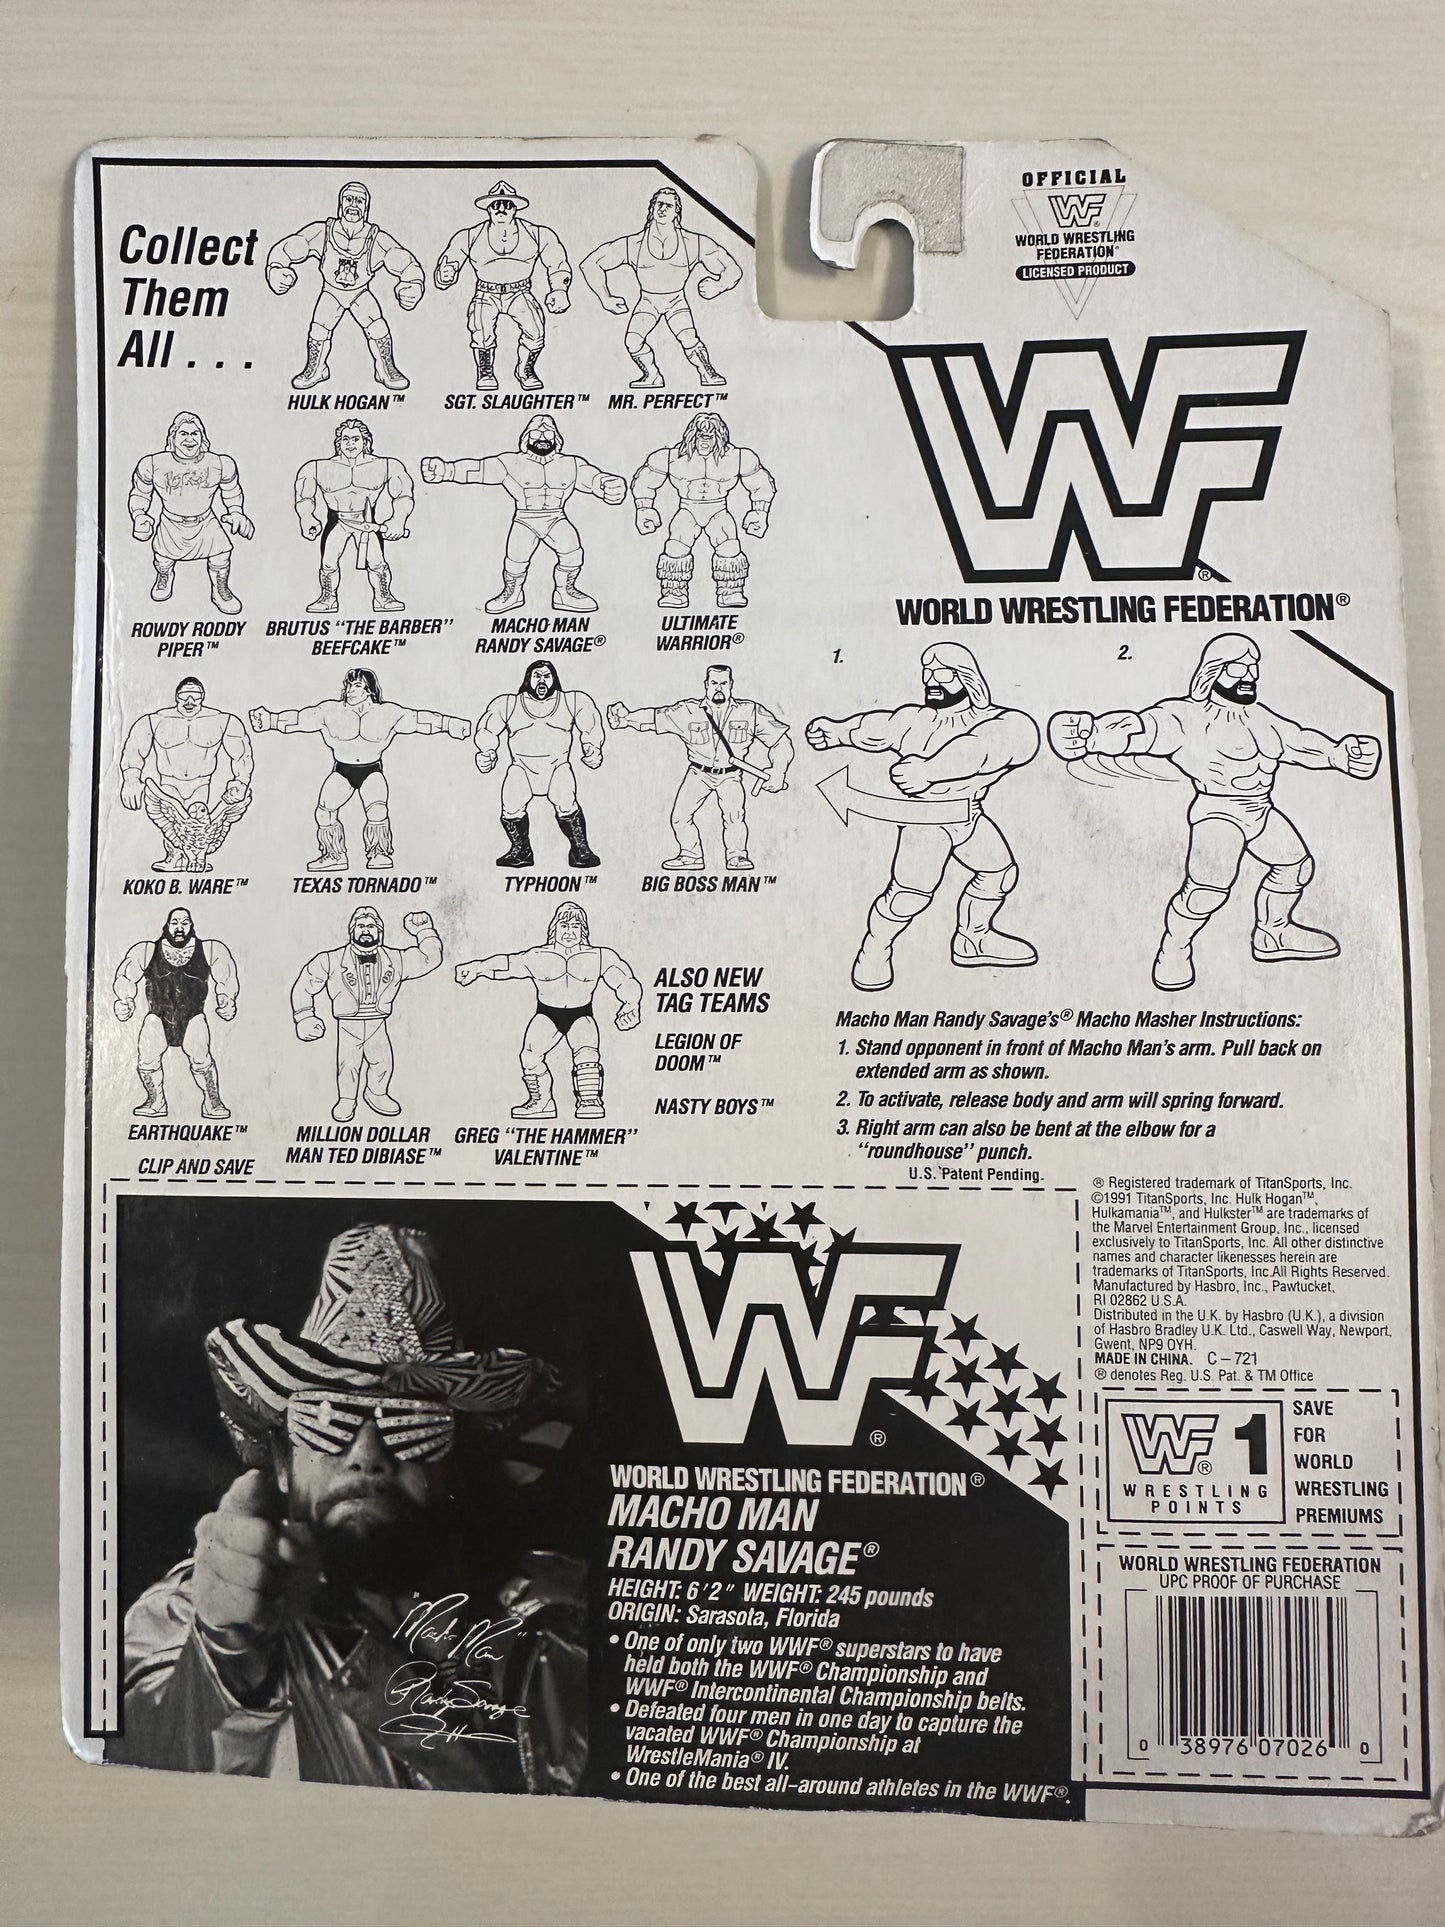 Collect
Them
All . . .
HULK HOGAN™
SGT. SLAUGHTER™
MR. PERFECT™
ROWDY RODDY
PIPER™
BRUTUS "THE BARBER"
BEEFCAKE™
MACHO MAN
RANDY SAVAGE®
ULTIMATE
WARRIOR®
KOKO B. WARE™
TEXAS TORNADO™
TYPHOON™
BIG BOSS MAN™
EARTHQUAKE™
MILLION DOLLAR
MAN TED DIBIASE™
GREG "THE HAMMER"
VALENTINE™
ALSO NEW
TAG TEAMS
LEGION OF
DOOM™
NASTY BOYS™
OFFICIAL
WF®
WORLD WRESTLING
FEDERATION®
LICENSED PRODUCT
WF®
WORLD WRESTLING FEDERATION®
1.
2.
Macho Man Randy Savage's® Macho Masher Instructions:
1. Stand opponent in front of Macho Man's arm. Pull back on
extended arm as shown.
2. To activate, release body and arm will spring forward.
3. Right arm can also be bent at the elbow for a
"roundhouse" punch.
U.S. Patent Pending.
CLIP AND SAVE
WF®
WORLD WRESTLING FEDERATION®
MACHO MAN
RANDY SAVAGE®
HEIGHT: 6'2" WEIGHT: 245 pounds
ORIGIN: Sarasota, Florida
• One of only two WWF® superstars to have
held both the WWF® Championship and
WWF® Intercontinental Championship belts.
• Defeated four men in one day to capture the
vacated WWF® Championship at
WrestleMania® IV.
• One of the best all-around athletes in the WWF®.
"Macho Man"
Randy Savage
® Registered trademark of TitanSports, Inc.
©1991 TitanSports, Inc. Hulk Hogan™,
Hulkamania™, and Hulkster™ are trademarks of
the Marvel Entertainment Group, Inc., licensed
exclusively to TitanSports, Inc. All other distinctive
names and character likenesses herein are
trademarks of TitanSports, Inc.All Rights Reserved.
Manufactured by Hasbro, Inc., Pawtucket,
RI 02862 U.S.A.
Distributed in the U.K. by Hasbro (U.K.), a division
of Hasbro Bradley U.K. Ltd., Caswell Way, Newport,
Gwent, NP9 OYH.
MADE IN CHINA. C–721
® denotes Reg. U.S. Pat. & TM Office
WF® 1
WRESTLING
POINTS
SAVE
FOR
WORLD
WRESTLING
PREMIUMS
WORLD WRESTLING FEDERATION
UPC PROOF OF PURCHASE
0 38976 07026 0